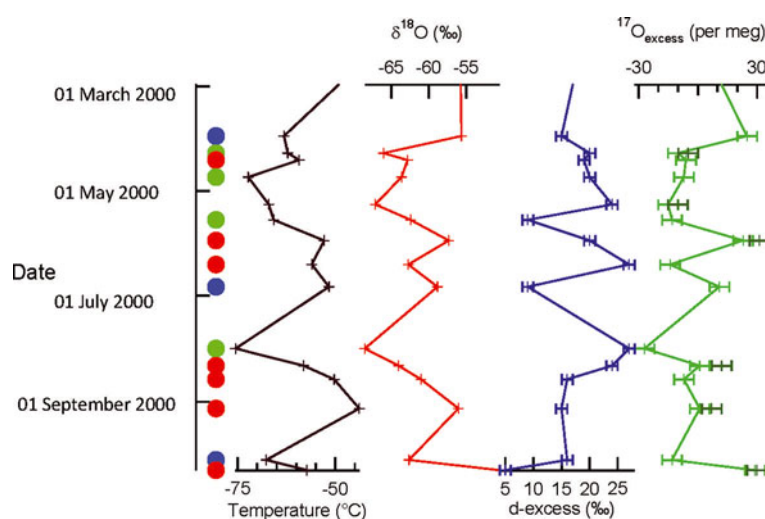 δ18O (‰)
17Oexcess (per meg)
-65 -60 -55
-30 30
01 March 2000
01 May 2000
Date
01 July 2000
01 September 2000
-75 -50
5 10 15 20 25
Temperature (°C)
d-excess (‰)